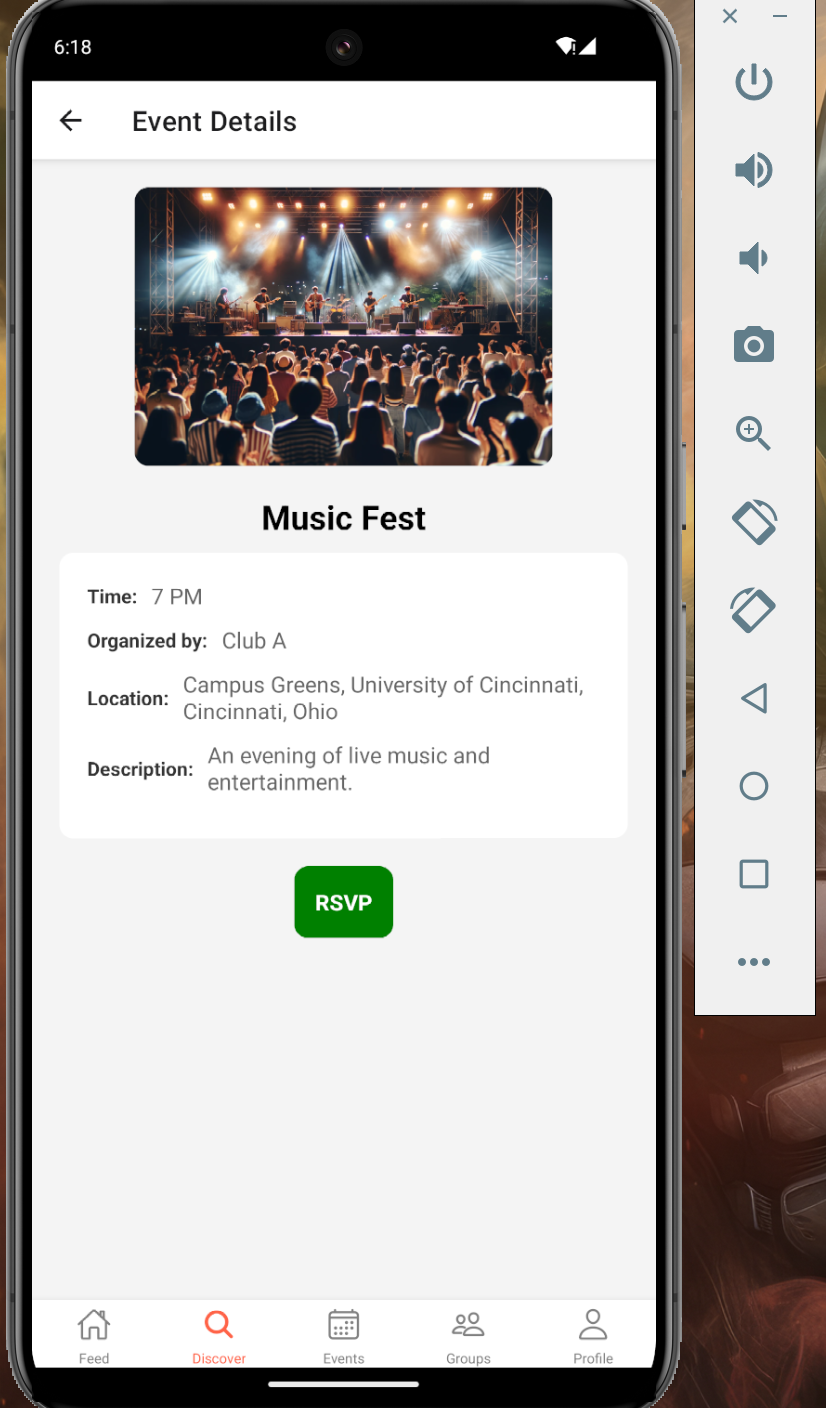 6:18
Event Details
Music Fest
Time: 7 PM
Organized by: Club A
Location: Campus Greens, University of Cincinnati,
Cincinnati, Ohio
Description: An evening of live music and
entertainment.
RSVP
Feed
Discover
Events
Groups
Profile